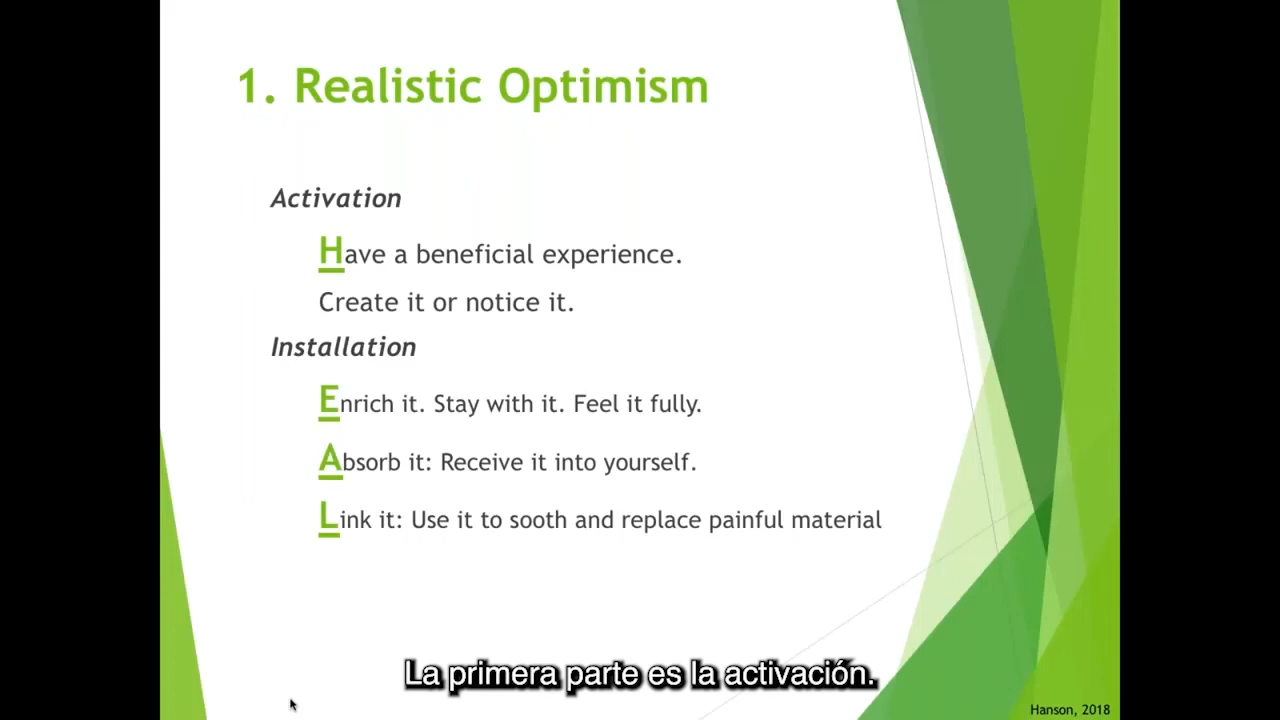 1. Realistic Optimism
Activation
Have a beneficial experience.
Create it or notice it.
Installation
Enrich it. Stay with it. Feel it fully.
Absorb it: Receive it into yourself.
Link it: Use it to sooth and replace painful material
La primera parte es la activación.
Hanson, 2018